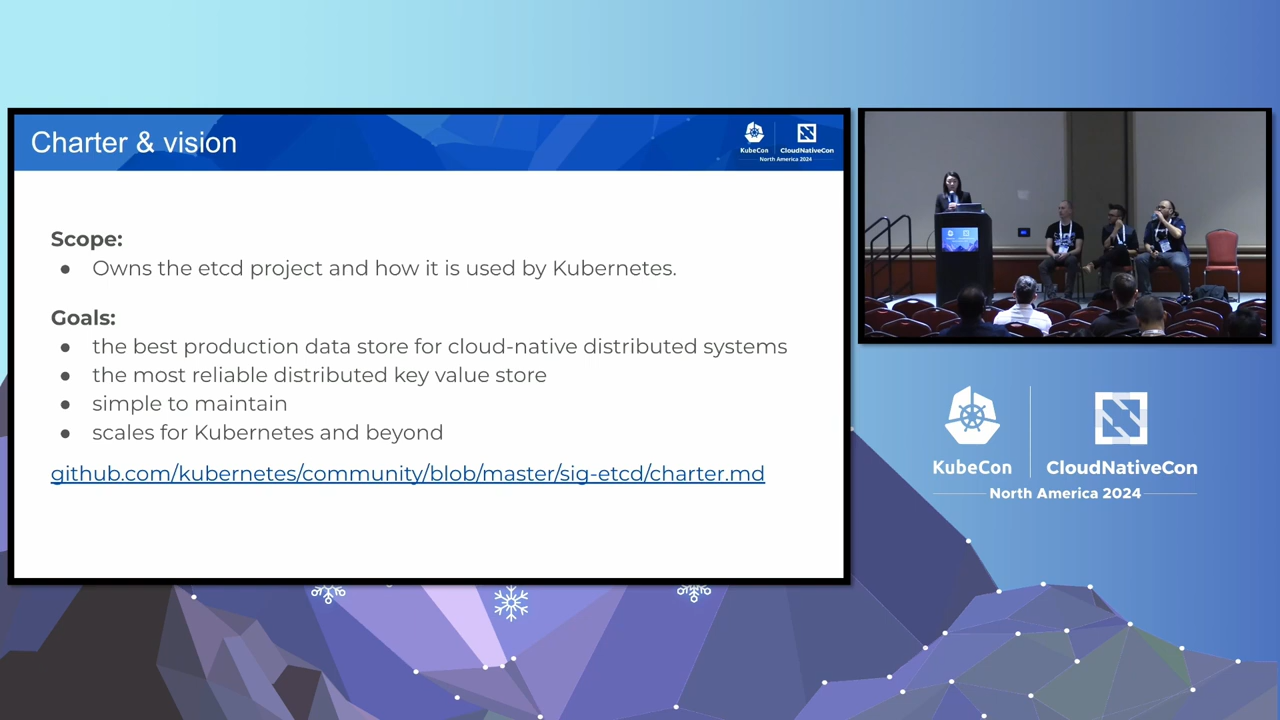 Charter & vision
KubeCon
CloudNativeCon
North America 2024
Scope:
● Owns the etcd project and how it is used by Kubernetes.
Goals:
● the best production data store for cloud-native distributed systems
● the most reliable distributed key value store
● simple to maintain
● scales for Kubernetes and beyond
github.com/kubernetes/community/blob/master/sig-etcd/charter.md
KubeCon
CloudNativeCon
North America 2024